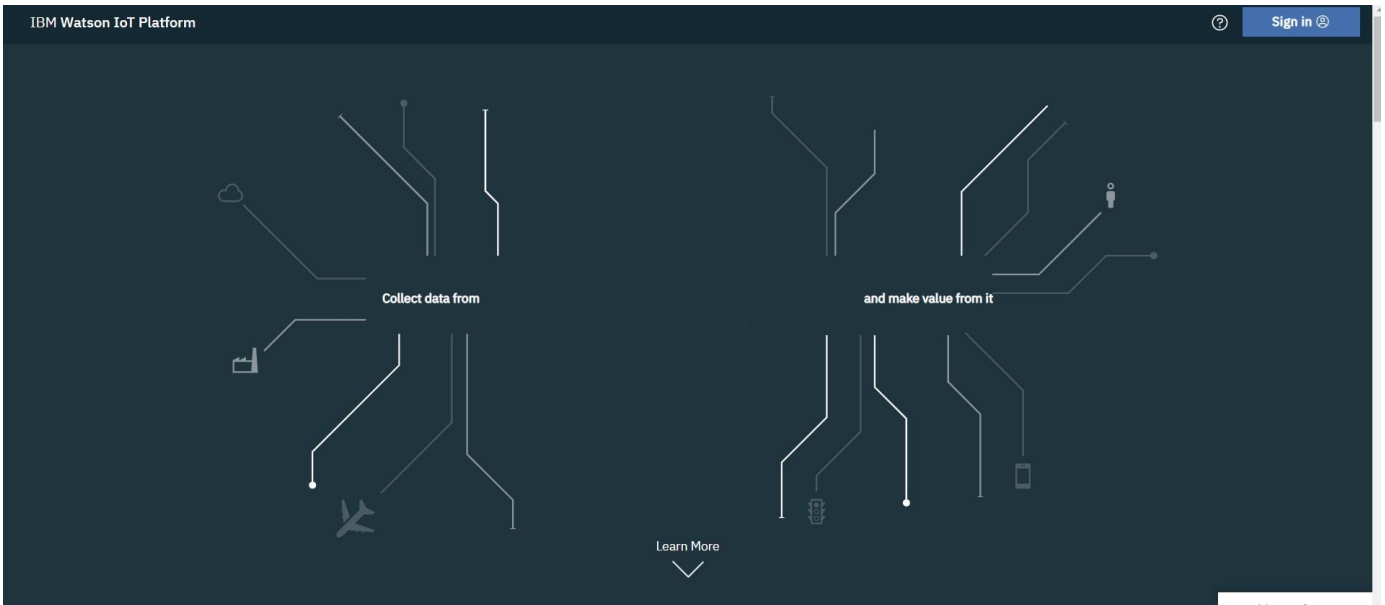 IBM Watson IoT Platform
Sign in
Collect data from
and make value from it
Learn More